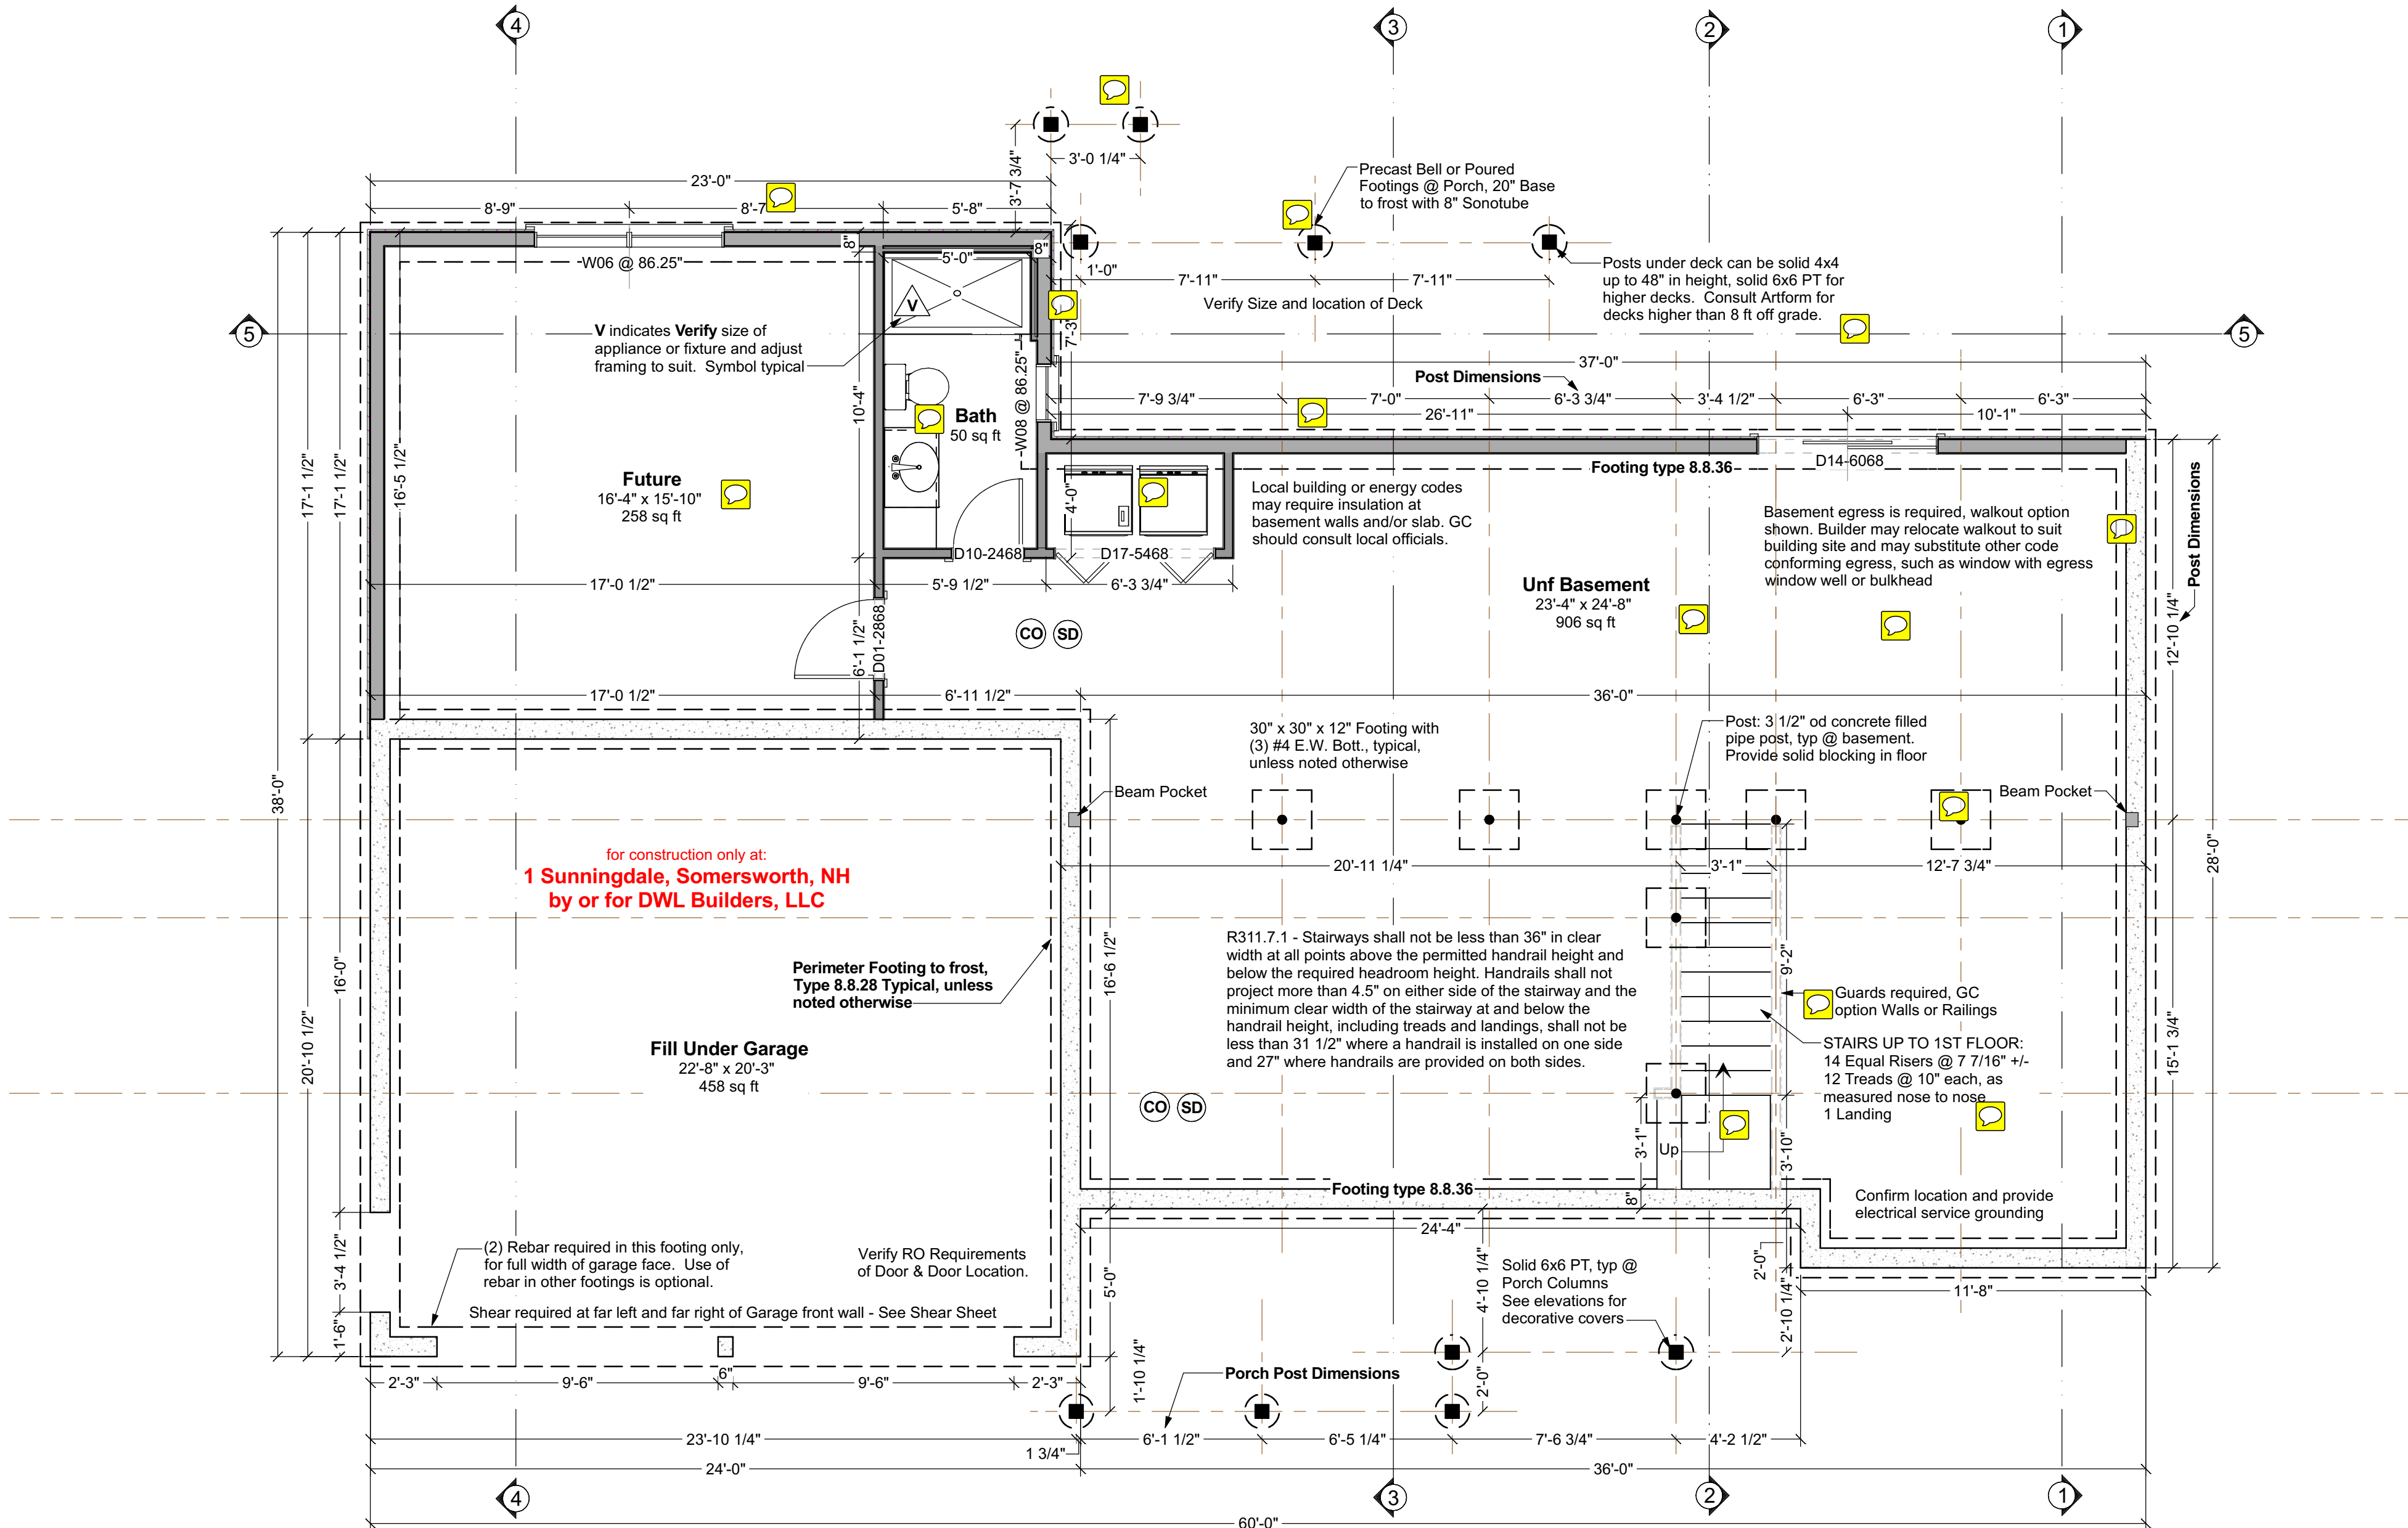 4
3
2
1
3'-0 1/4"
3'-7 3/4"
23'-0"
8'-9"
8'-7
5'-8"
Precast Bell or Poured
Footings @ Porch, 20" Base
to frost with 8" Sonotube
W06 @ 86.25"
8"
5'-0"
8"
1'-0"
7'-11"
7'-11"
Verify Size and location of Deck
Posts under deck can be solid 4x4
up to 48" in height, solid 6x6 PT for
higher decks. Consult Artform for
decks higher than 8 ft off grade.
5
5
V
V indicates Verify size of
appliance or fixture and adjust
framing to suit. Symbol typical
7'-3"
37'-0"
Post Dimensions
7'-9 3/4"
7'-0"
6'-3 3/4"
3'-4 1/2"
6'-3"
6'-3"
26'-11"
10'-1"
W08 @ 86.25"
10'-4"
Bath
50 sq ft
17'-1 1/2"
17'-1 1/2"
16'-5 1/2"
Future
16'-4" x 15'-10"
258 sq ft
4'-0"
Footing type 8.8.36
D14-6068
Local building or energy codes
may require insulation at
basement walls and/or slab. GC
should consult local officials.
Basement egress is required, walkout option
shown. Builder may relocate walkout to suit
building site and may substitute other code
conforming egress, such as window with egress
window well or bulkhead
Post Dimensions
D10-2468
D17-5468
17'-0 1/2"
5'-9 1/2"
6'-3 3/4"
Unf Basement
23'-4" x 24'-8"
906 sq ft
12'-10 1/4"
CO
SD
6'-1 1/2"
D01-2868
17'-0 1/2"
6'-11 1/2"
36'-0"
30" x 30" x 12" Footing with
(3) #4 E.W. Bott., typical,
unless noted otherwise
Post: 3 1/2" od concrete filled
pipe post, typ @ basement.
Provide solid blocking in floor
38'-0"
Beam Pocket
Beam Pocket
for construction only at:
1 Sunningdale, Somersworth, NH
by or for DWL Builders, LLC
20'-11 1/4"
3'-1"
12'-7 3/4"
28'-0"
16'-0"
20'-10 1/2"
Perimeter Footing to frost,
Type 8.8.28 Typical, unless
noted otherwise
16'-6 1/2"
R311.7.1 - Stairways shall not be less than 36" in clear
width at all points above the permitted handrail height and
below the required headroom height. Handrails shall not
project more than 4.5" on either side of the stairway and the
minimum clear width of the stairway at and below the
handrail height, including treads and landings, shall not be
less than 31 1/2" where a handrail is installed on one side
and 27" where handrails are provided on both sides.
9'-2"
Guards required, GC
option Walls or Railings
STAIRS UP TO 1ST FLOOR:
14 Equal Risers @ 7 7/16" +/-
12 Treads @ 10" each, as
measured nose to nose
1 Landing
15'-1 3/4"
Fill Under Garage
22'-8" x 20'-3"
458 sq ft
CO
SD
3'-1"
Up
3'-10"
8"
Footing type 8.8.36
Confirm location and provide
electrical service grounding
24'-4"
3'-4 1/2"
(2) Rebar required in this footing only,
for full width of garage face. Use of
rebar in other footings is optional.
Verify RO Requirements
of Door & Door Location.
5'-0"
4'-10 1/4"
Solid 6x6 PT, typ @
Porch Columns
See elevations for
decorative covers
2'-0"
2'-10 1/4"
11'-8"
Shear required at far left and far right of Garage front wall - See Shear Sheet
1'-6"
2'-3"
9'-6"
6"
9'-6"
2'-3"
1'-10 1/4"
Porch Post Dimensions
2'-0"
23'-10 1/4"
1 3/4"
6'-1 1/2"
6'-5 1/4"
7'-6 3/4"
4'-2 1/2"
24'-0"
36'-0"
4
3
2
1
60'-0"